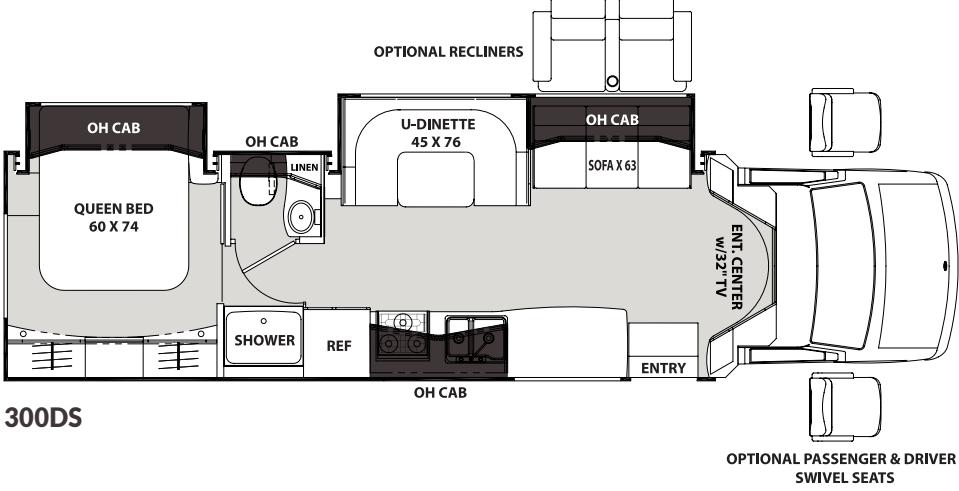 OPTIONAL RECLINERS
OH CAB
OH CAB
U-DINETTE
45 X 76
OH CAB
LINEN
SOFA X 63
QUEEN BED
60 X 74
ENT. CENTER
w/32" TV
SHOWER
REF
ENTRY
OH CAB
300DS
OPTIONAL PASSENGER & DRIVER
SWIVEL SEATS